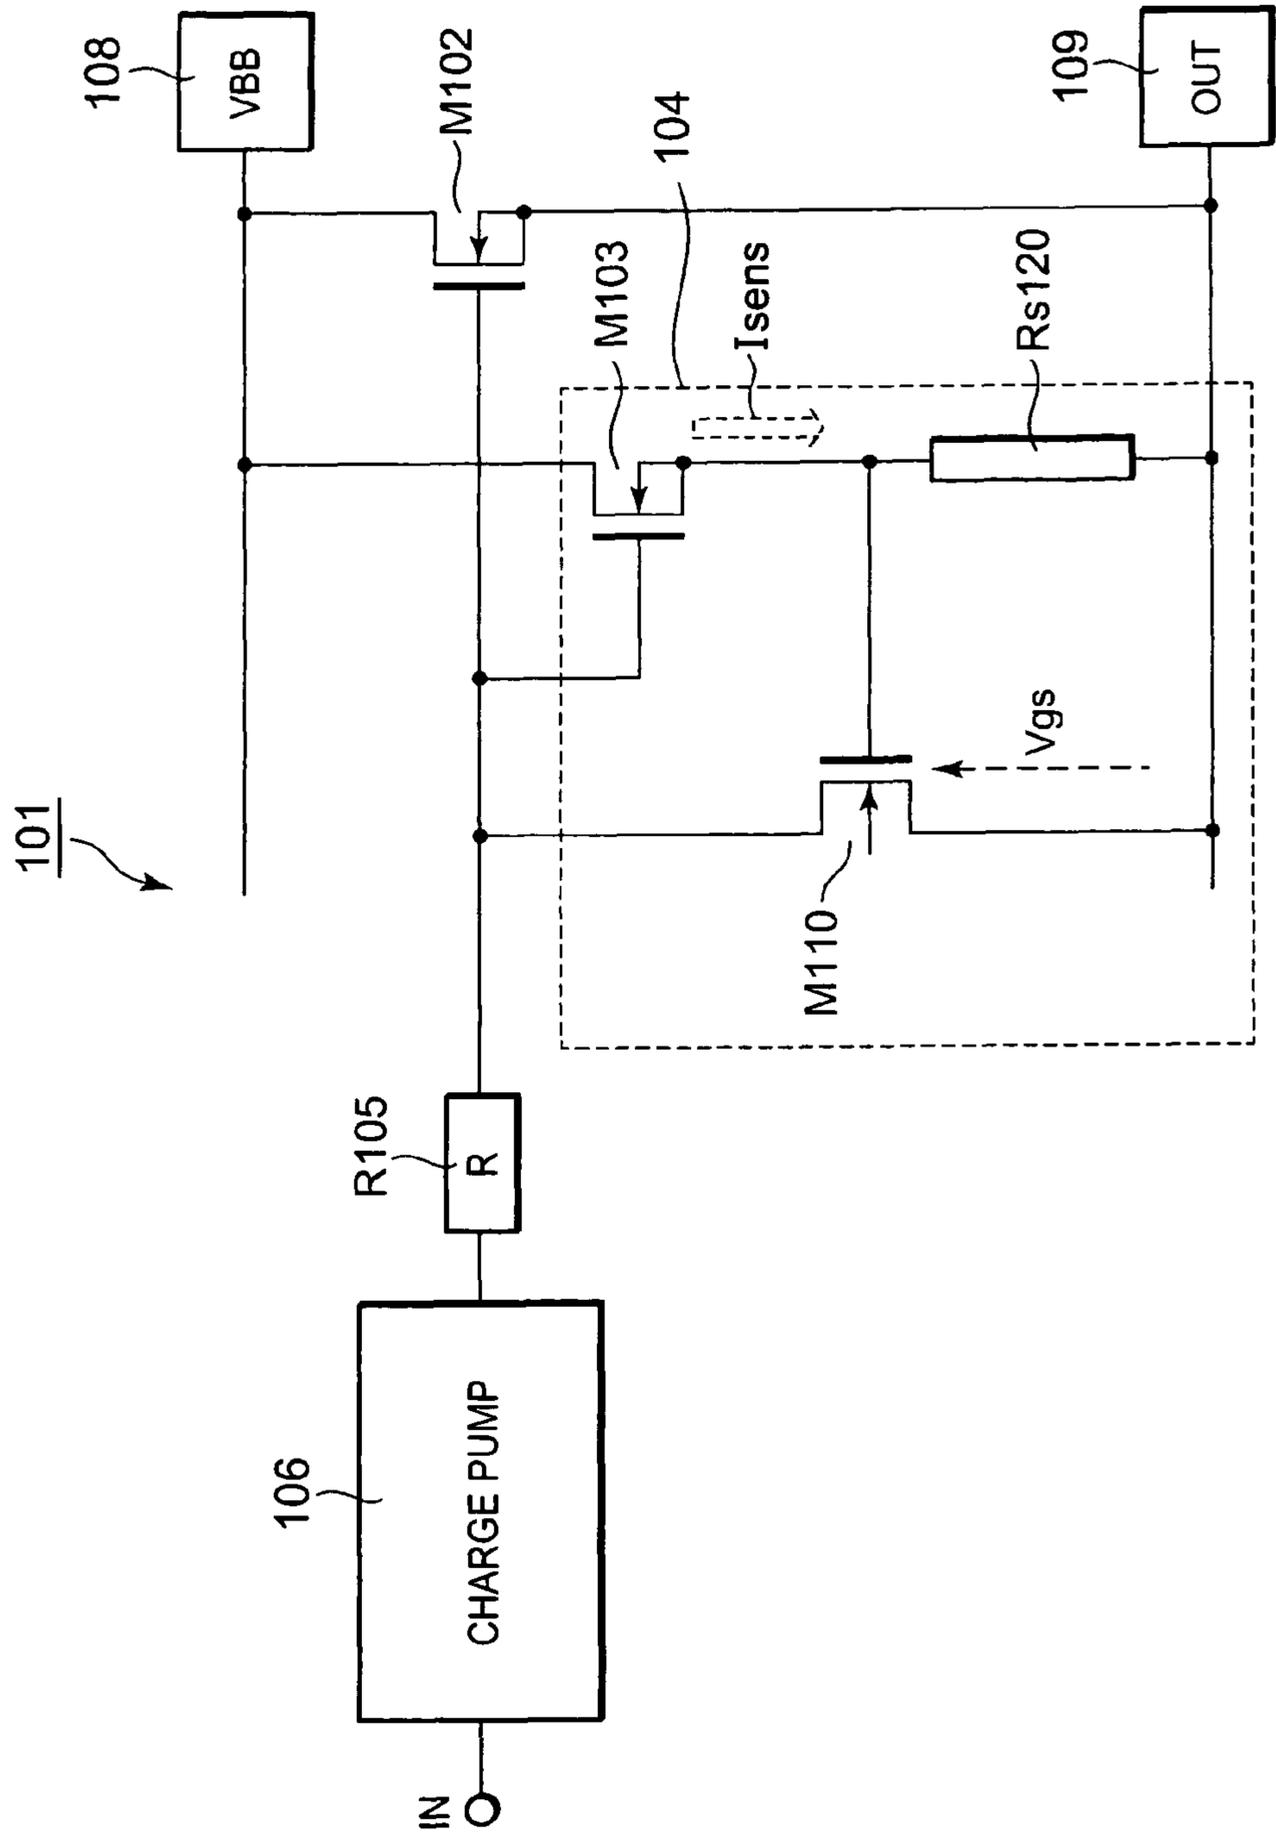 101
108
VBB
M102
M103
104
Isens
Rs120
109
OUT
Vgs
M110
R105
R
106
CHARGE PUMP
IN